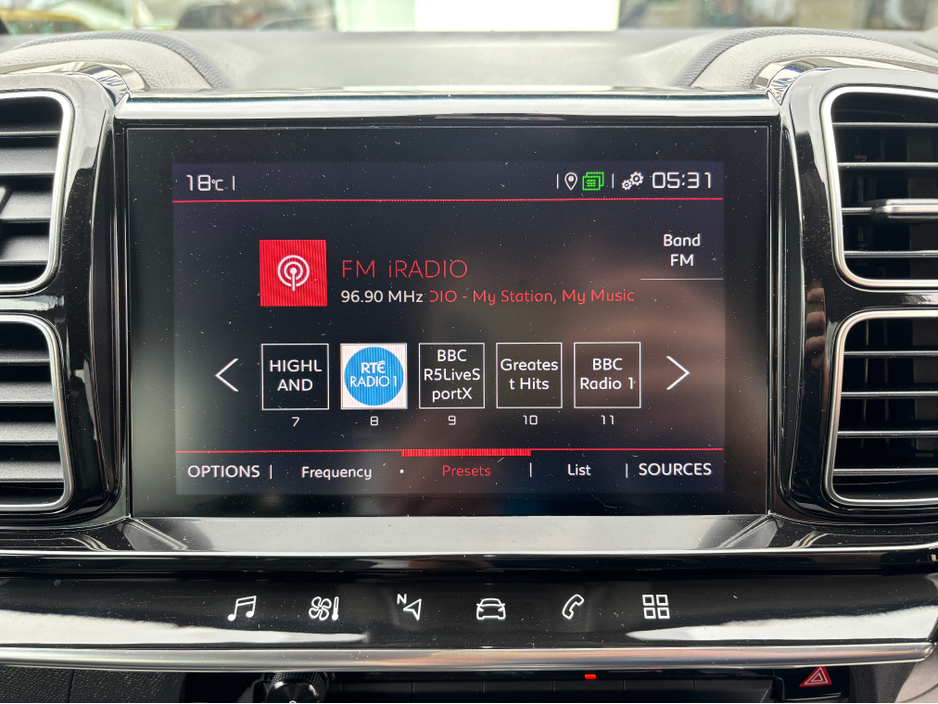 18°C
05:31
Band
FM
FM iRADIO
96.90 MHz DIO - My Station, My Music
HIGHL
AND
RTÉ
RADIO 1
BBC
R5LiveS
portX
Greates
t Hits
BBC
Radio 1
7 8 9 10 11
OPTIONS Frequency Presets List SOURCES
N